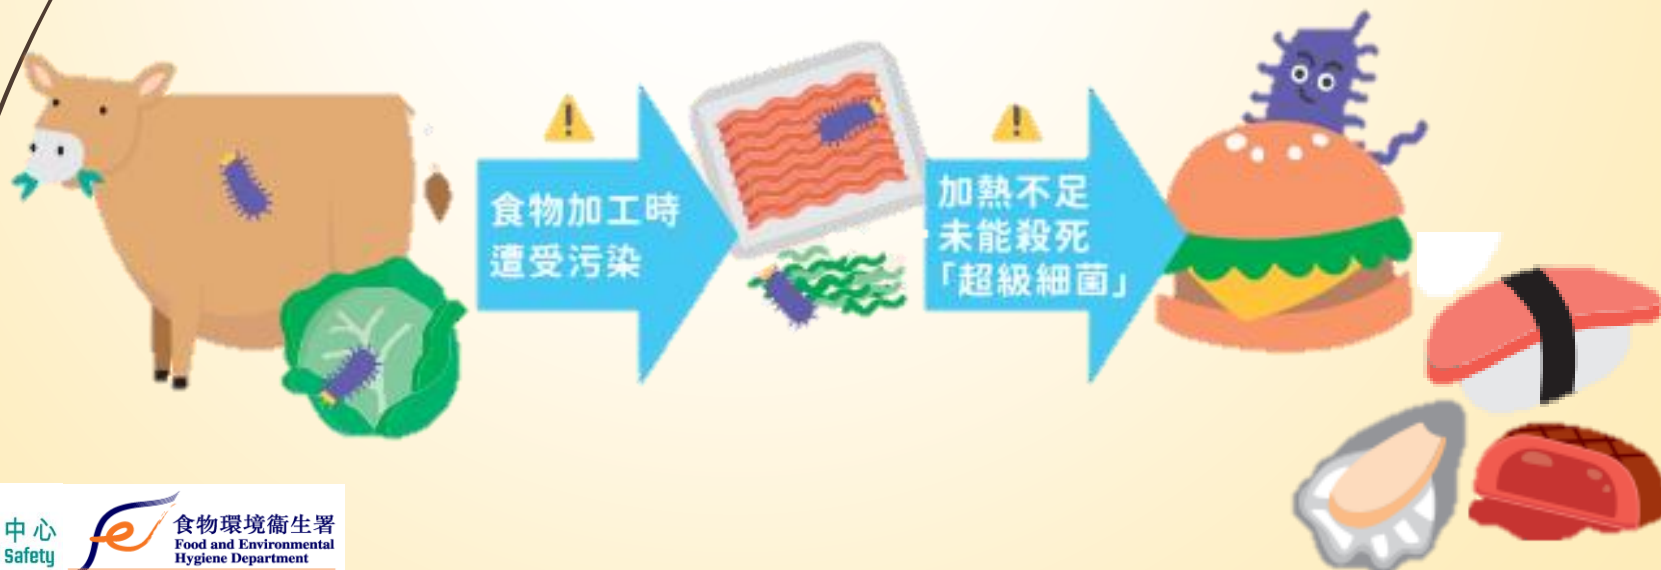 食物加工時
遭受污染
加熱不足
未能殺死
「超級細菌」
中心
Safety
食物環境衞生署
Food and Environmental
Hygiene Department